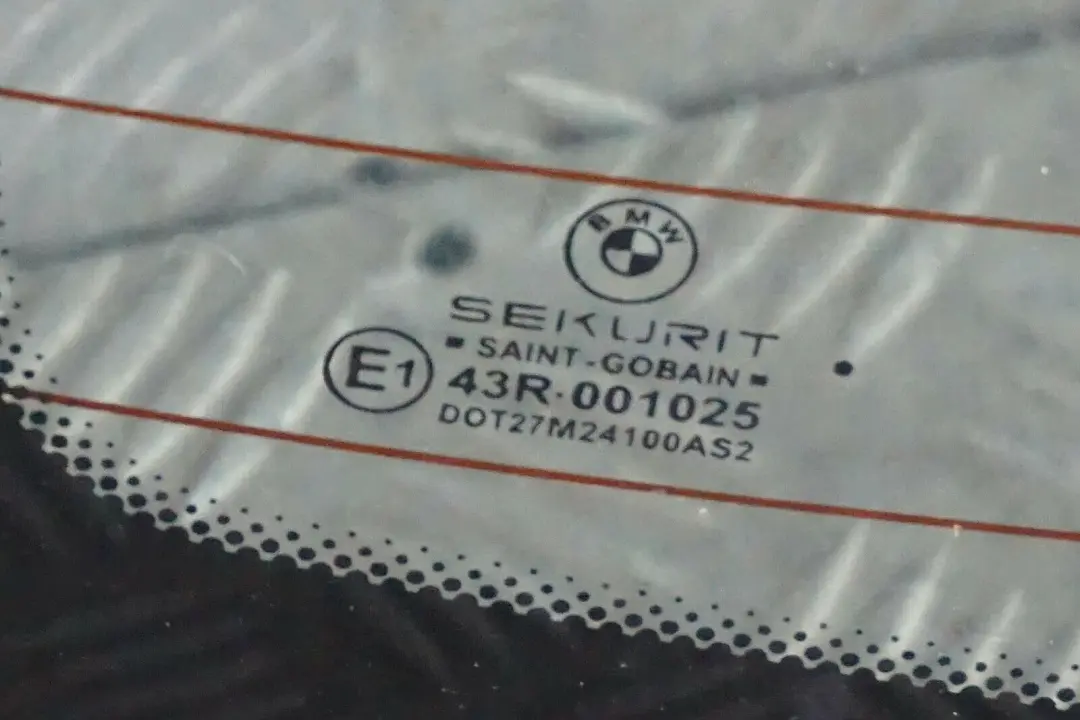 BMW
SEKURIT
SAINT-GOBAIN
E1
43R·001025
DOT27M24100AS2